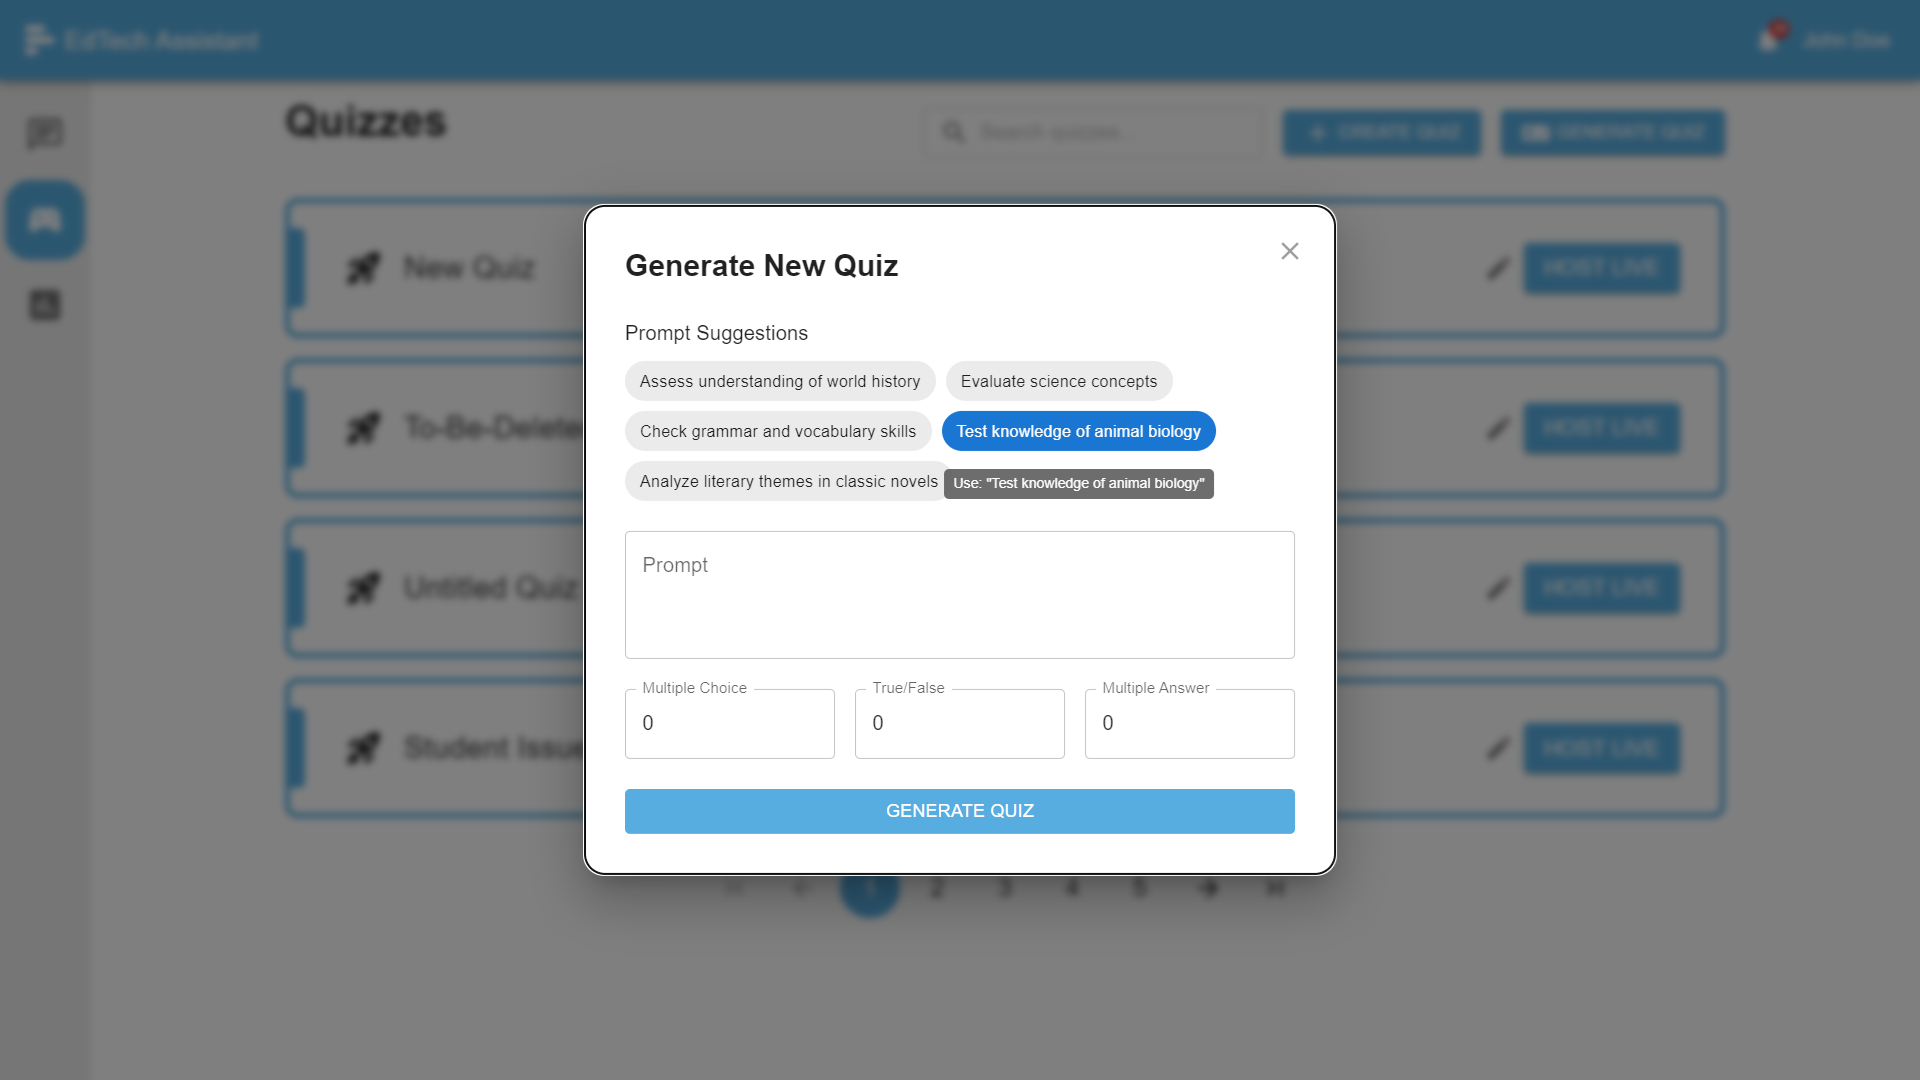 EdTech Assistant
John Doe
Quizzes
Search quizzes...
CREATE QUIZ
GENERATE QUIZ
New Quiz
HOST LIVE
To-Be-Delete
HOST LIVE
Untitled Quiz
HOST LIVE
Student Issue
HOST LIVE
Generate New Quiz
Prompt Suggestions
Assess understanding of world history
Evaluate science concepts
Check grammar and vocabulary skills
Test knowledge of animal biology
Analyze literary themes in classic novels
Use: "Test knowledge of animal biology"
Prompt
Multiple Choice
0
True/False
0
Multiple Answer
0
GENERATE QUIZ
1 2 3 4 5